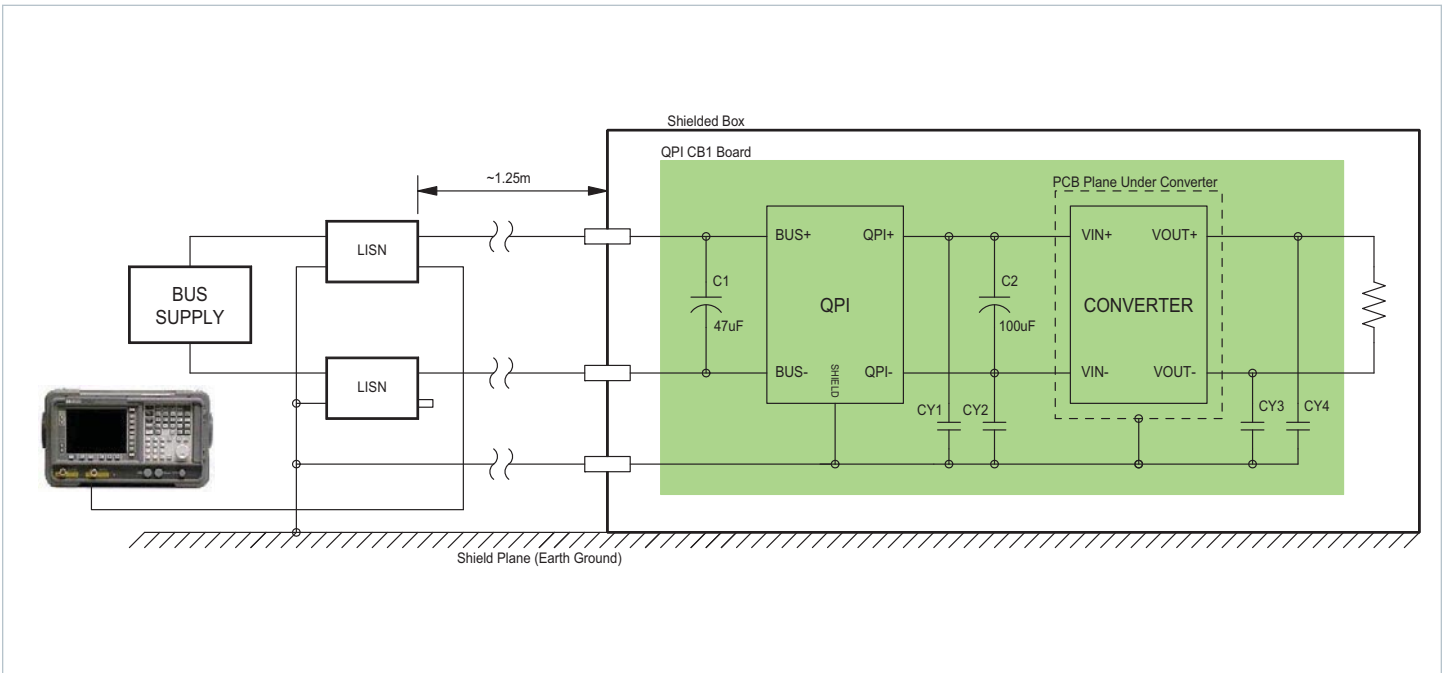 Shielded Box
QPI CB1 Board
~1.25m
PCB Plane Under Converter
LISN
BUS+
QPI+
VIN+
VOUT+
BUS
SUPPLY
C1
47uF
QPI
C2
100uF
CONVERTER
LISN
BUS-
SHIELD
QPI-
VIN-
VOUT-
CY1
CY2
CY3
CY4
Shield Plane (Earth Ground)